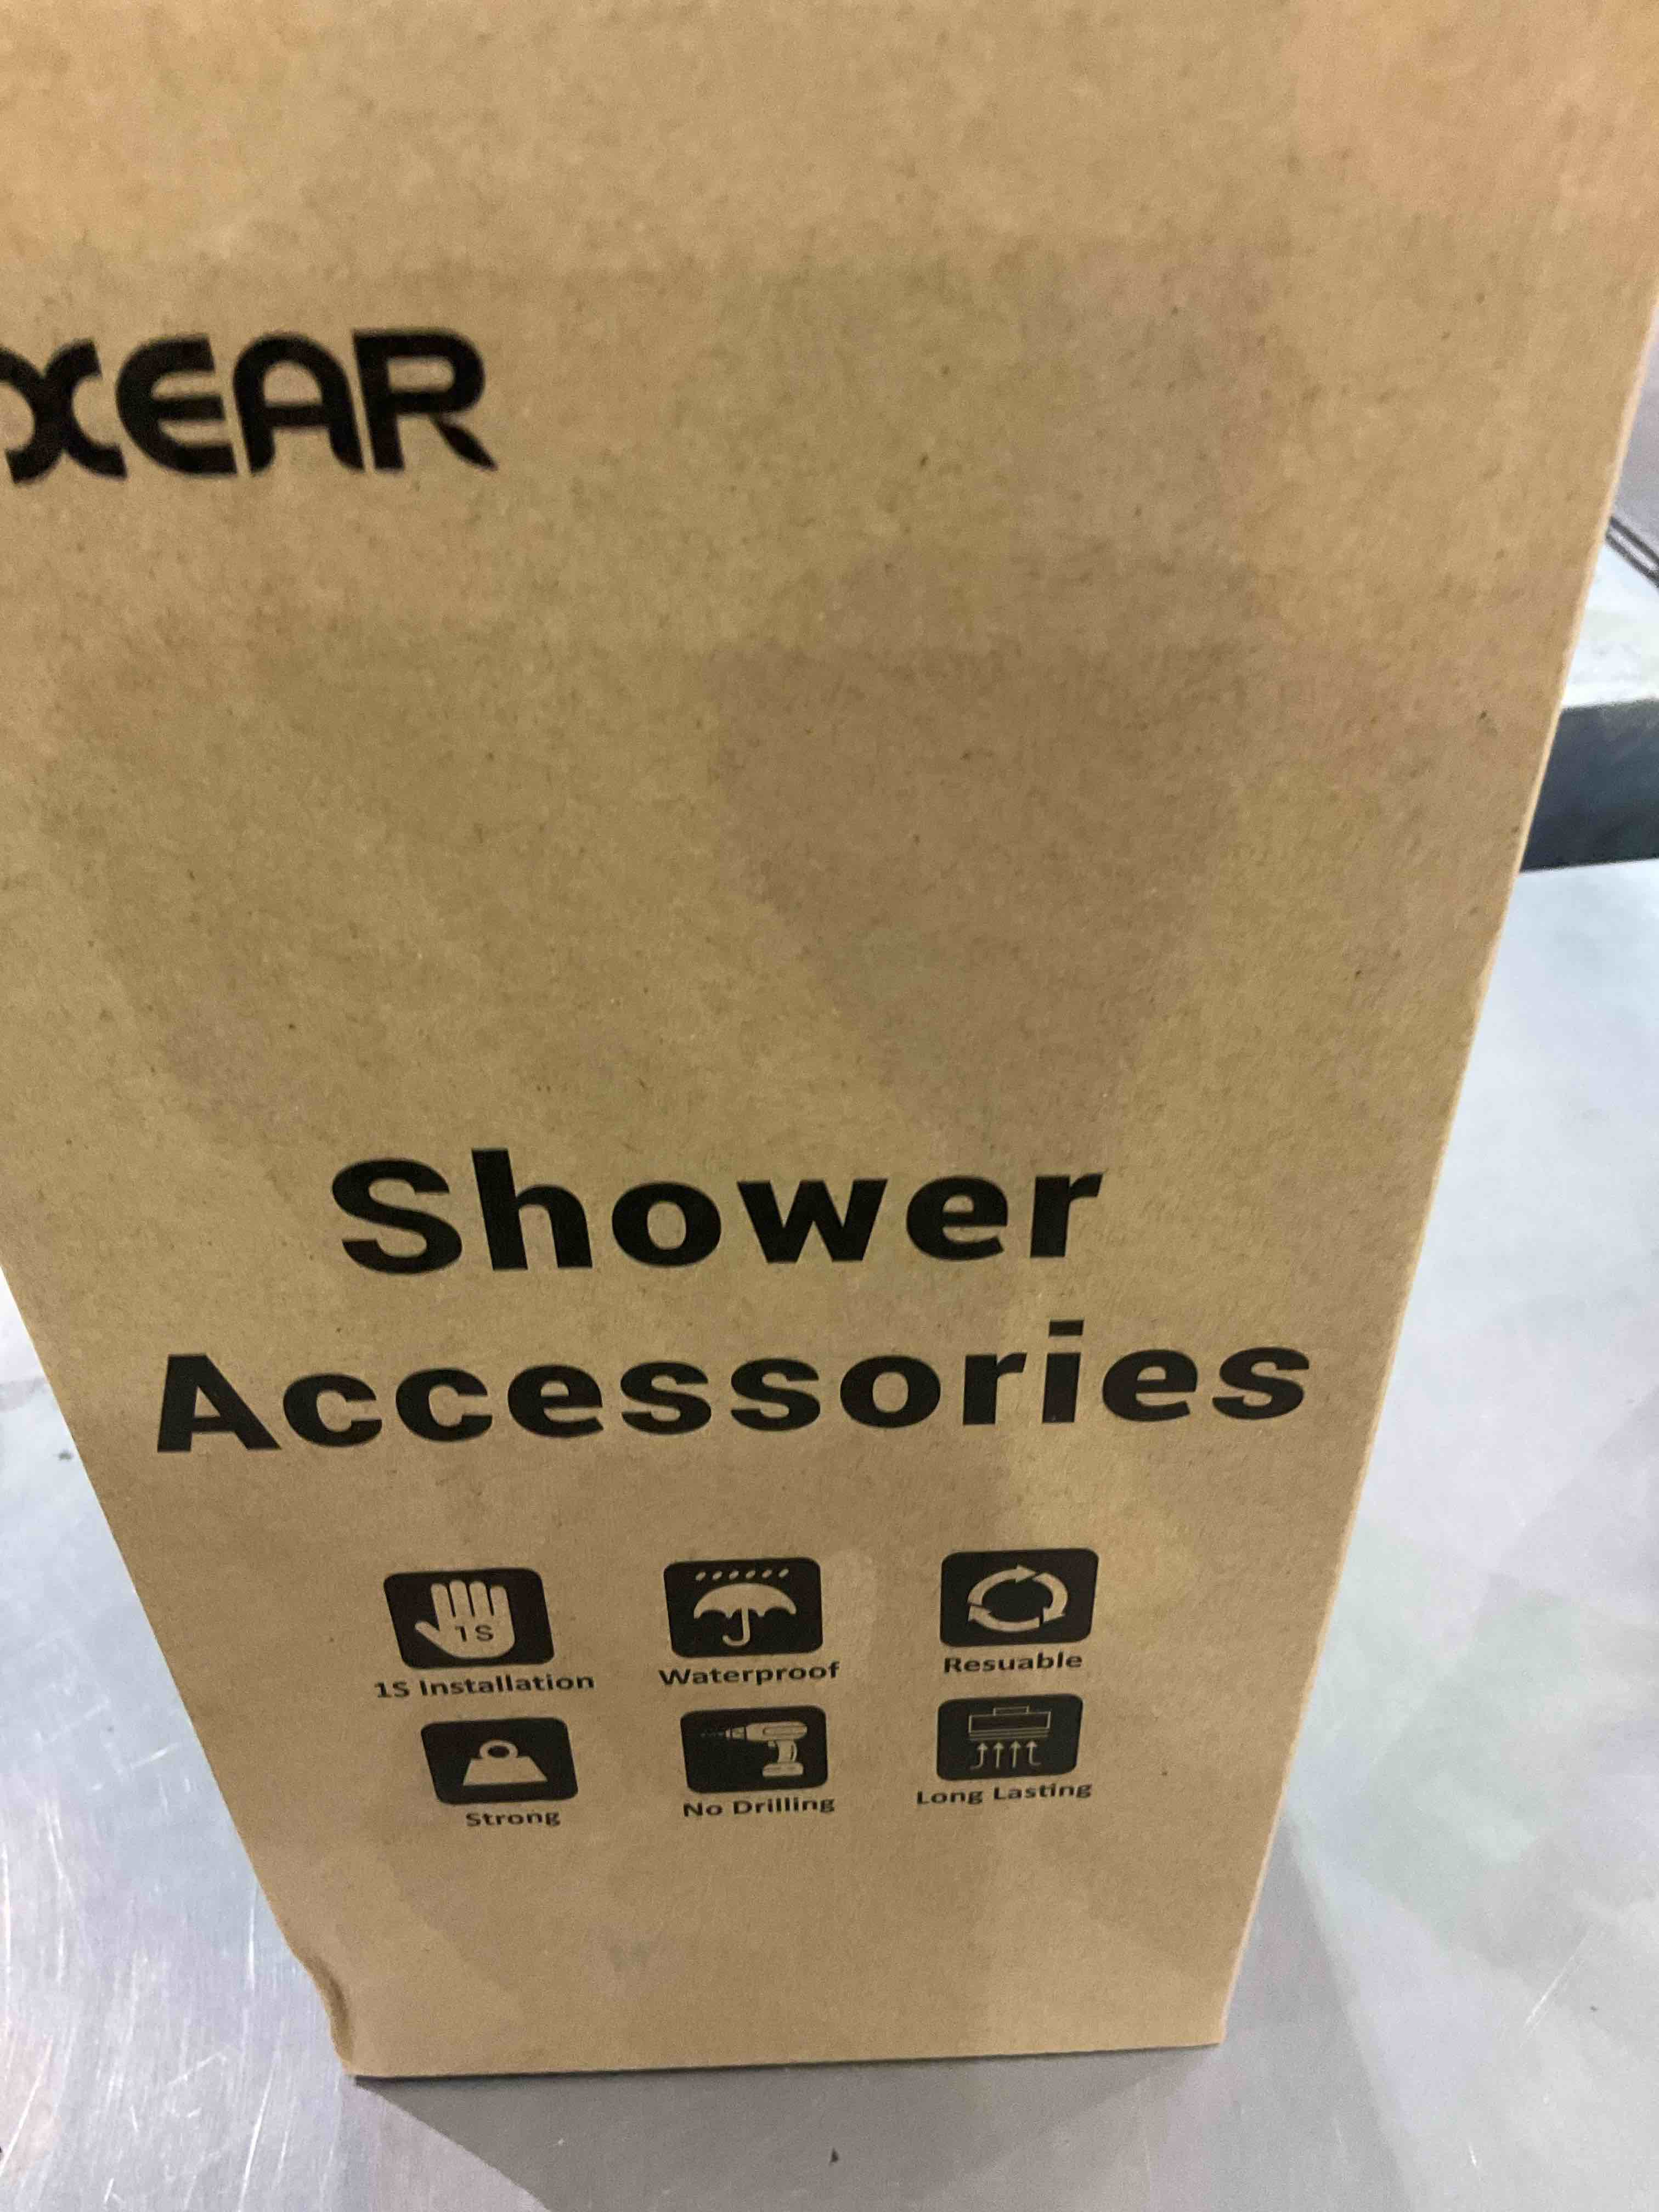 XEAR
Shower
Accessories
1S
1S Installation
Waterproof
Resuable
Strong
No Drilling
Long Lasting